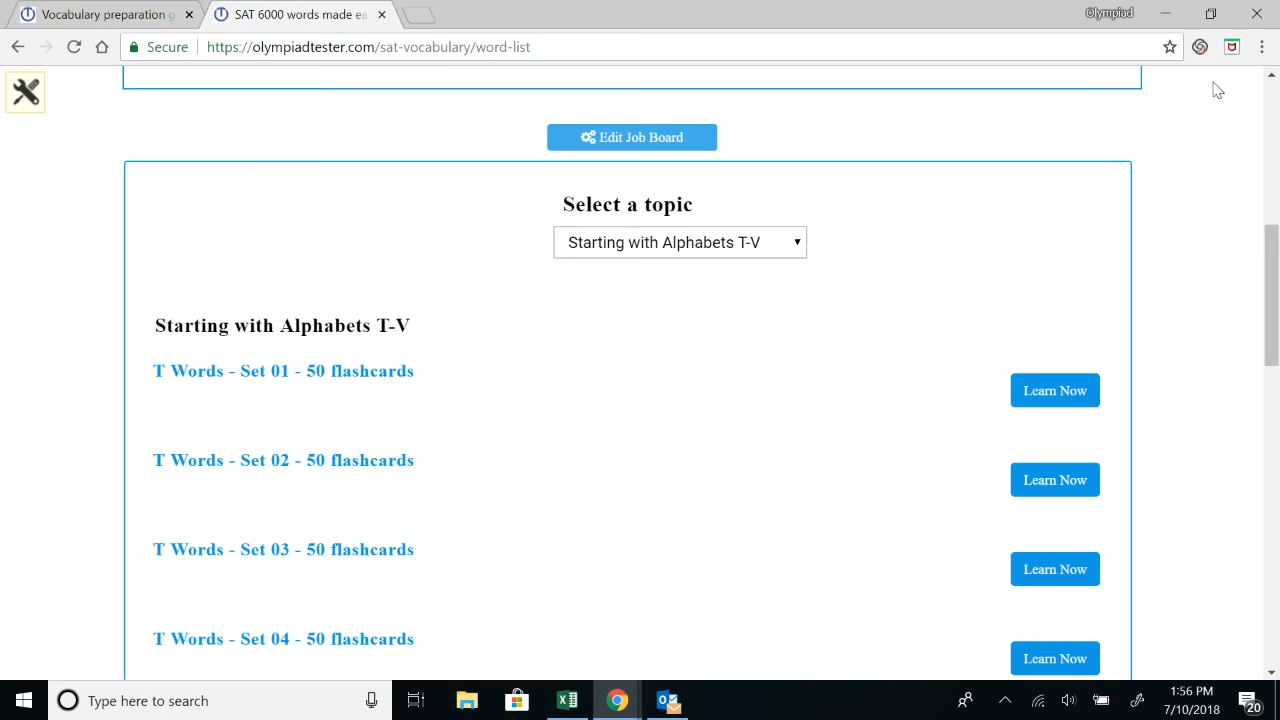 Vocabulary preparation g
SAT 6000 words made ea
Olympiad
Secure
https://olympiadtester.com/sat-vocabulary/word-list
Edit Job Board
Select a topic
Starting with Alphabets T-V
Starting with Alphabets T-V
T Words - Set 01 - 50 flashcards
Learn Now
T Words - Set 02 - 50 flashcards
Learn Now
T Words - Set 03 - 50 flashcards
Learn Now
T Words - Set 04 - 50 flashcards
Learn Now
Type here to search
1:56 PM
7/10/2018
20